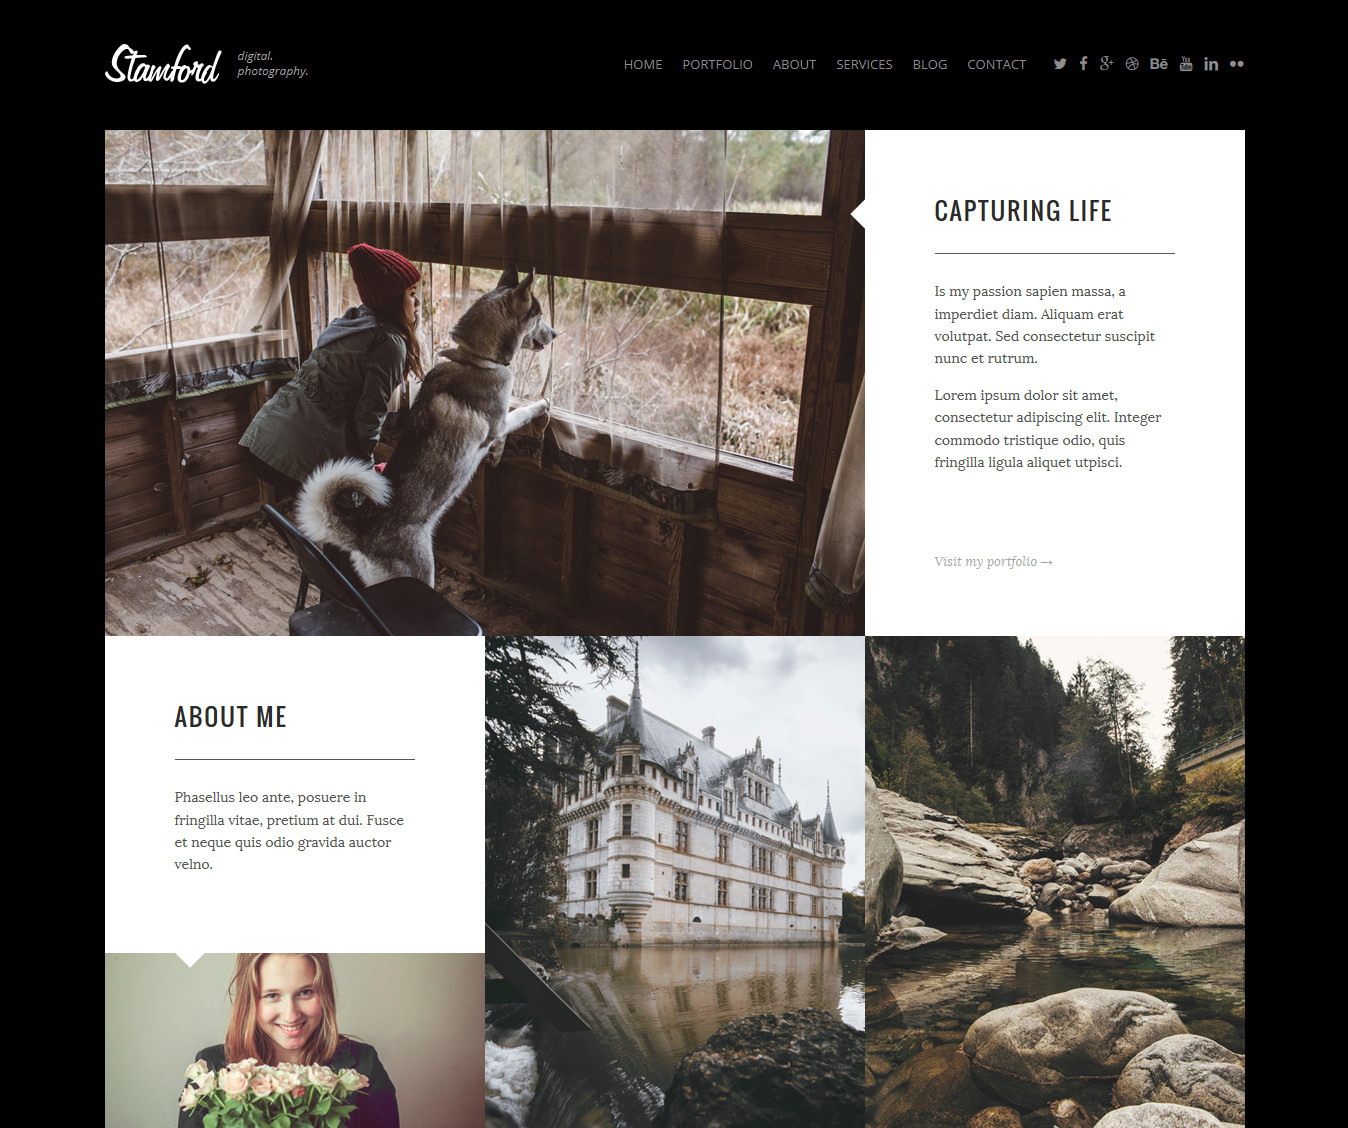 Stamford
digital.
photography.
HOME PORTFOLIO ABOUT SERVICES BLOG CONTACT
Bē
You
Tube
in
CAPTURING LIFE
Is my passion sapien massa, a
imperdiet diam. Aliquam erat
volutpat. Sed consectetur suscipit
nunc et rutrum.
Lorem ipsum dolor sit amet,
consectetur adipiscing elit. Integer
commodo tristique odio, quis
fringilla ligula aliquet utpisci.
Visit my portfolio →
ABOUT ME
Phasellus leo ante, posuere in
fringilla vitae, pretium at dui. Fusce
et neque quis odio gravida auctor
velno.